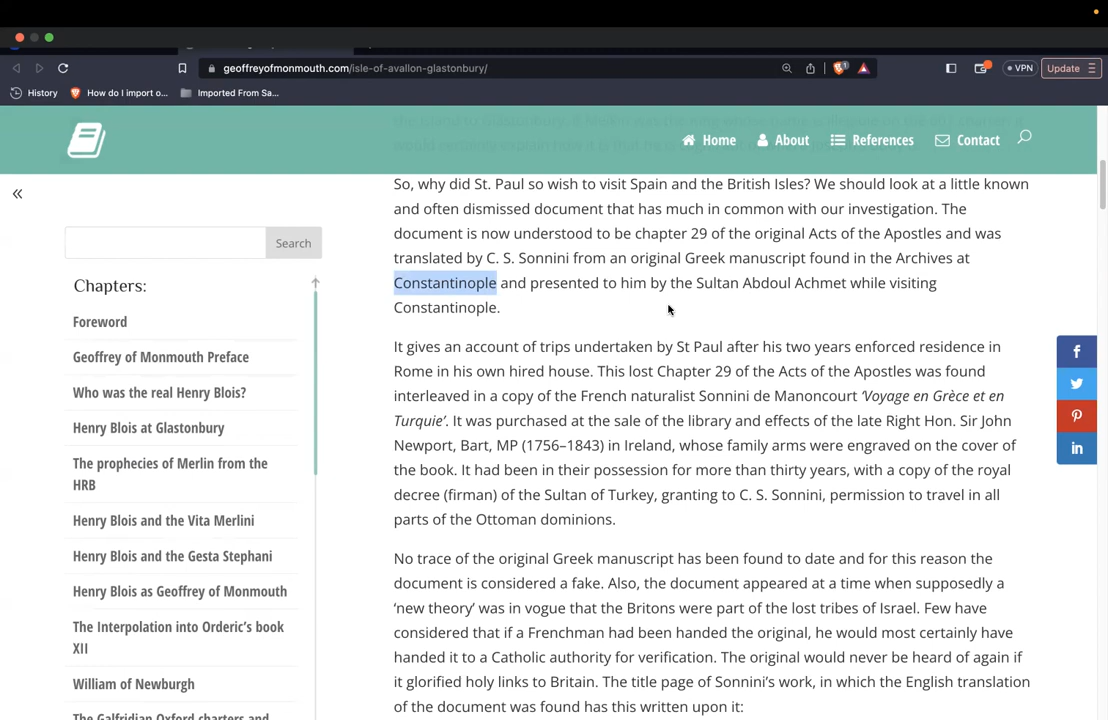 geoffreyofmonmouth.com/isle-of-avallon-glastonbury/
1
VPN
Update
History
How do I import o...
Imported From Sa...
Home
About
References
Contact
So, why did St. Paul so wish to visit Spain and the British Isles? We should look at a little known
and often dismissed document that has much in common with our investigation. The
document is now understood to be chapter 29 of the original Acts of the Apostles and was
translated by C. S. Sonnini from an original Greek manuscript found in the Archives at
Constantinople and presented to him by the Sultan Abdoul Achmet while visiting
Constantinople.
It gives an account of trips undertaken by St Paul after his two years enforced residence in
Rome in his own hired house. This lost Chapter 29 of the Acts of the Apostles was found
interleaved in a copy of the French naturalist Sonnini de Manoncourt ‘Voyage en Grèce et en
Turquie’. It was purchased at the sale of the library and effects of the late Right Hon. Sir John
Newport, Bart, MP (1756–1843) in Ireland, whose family arms were engraved on the cover of
the book. It had been in their possession for more than thirty years, with a copy of the royal
decree (firman) of the Sultan of Turkey, granting to C. S. Sonnini, permission to travel in all
parts of the Ottoman dominions.
No trace of the original Greek manuscript has been found to date and for this reason the
document is considered a fake. Also, the document appeared at a time when supposedly a
‘new theory’ was in vogue that the Britons were part of the lost tribes of Israel. Few have
considered that if a Frenchman had been handed the original, he would most certainly have
handed it to a Catholic authority for verification. The original would never be heard of again if
it glorified holy links to Britain. The title page of Sonnini’s work, in which the English translation
of the document was found has this written upon it:
«
Search
Chapters:
Foreword
Geoffrey of Monmouth Preface
Who was the real Henry Blois?
Henry Blois at Glastonbury
The prophecies of Merlin from the
HRB
Henry Blois and the Vita Merlini
Henry Blois and the Gesta Stephani
Henry Blois as Geoffrey of Monmouth
The Interpolation into Orderic’s book
XII
William of Newburgh
The Galfridian Oxford charters and